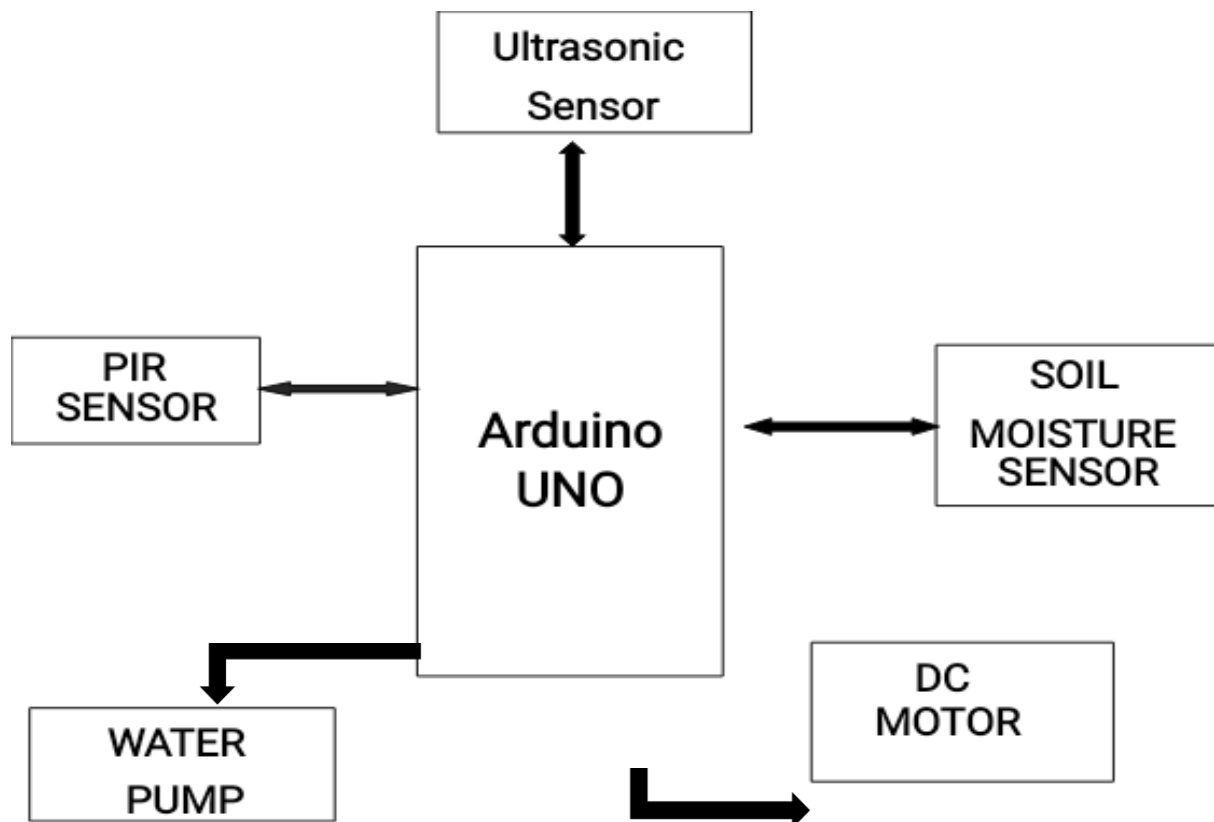 Ultrasonic
Sensor
PIR
SENSOR
Arduino
UNO
SOIL
MOISTURE
SENSOR
WATER
PUMP
DC
MOTOR